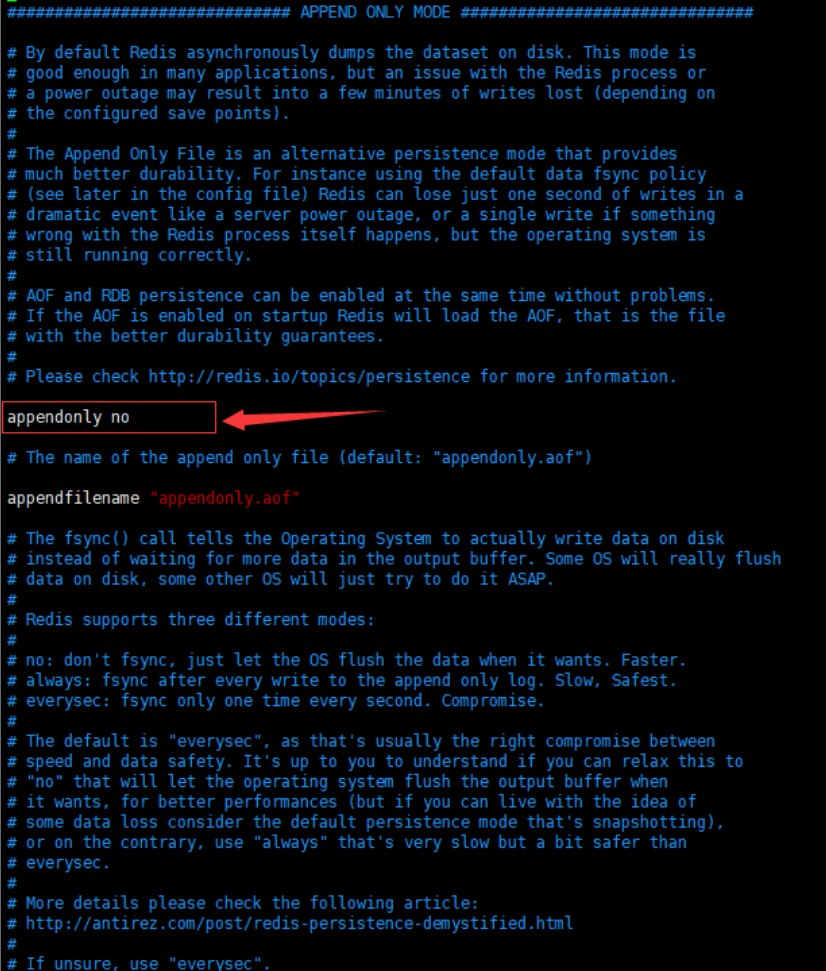 ############################## APPEND ONLY MODE ###############################
# By default Redis asynchronously dumps the dataset on disk. This mode is
# good enough in many applications, but an issue with the Redis process or
# a power outage may result into a few minutes of writes lost (depending on
# the configured save points).
#
# The Append Only File is an alternative persistence mode that provides
# much better durability. For instance using the default data fsync policy
# (see later in the config file) Redis can lose just one second of writes in a
# dramatic event like a server power outage, or a single write if something
# wrong with the Redis process itself happens, but the operating system is
# still running correctly.
#
# AOF and RDB persistence can be enabled at the same time without problems.
# If the AOF is enabled on startup Redis will load the AOF, that is the file
# with the better durability guarantees.
#
# Please check http://redis.io/topics/persistence for more information.
appendonly no
# The name of the append only file (default: "appendonly.aof")
appendfilename "appendonly.aof"
# The fsync() call tells the Operating System to actually write data on disk
# instead of waiting for more data in the output buffer. Some OS will really flush
# data on disk, some other OS will just try to do it ASAP.
#
# Redis supports three different modes:
#
# no: don't fsync, just let the OS flush the data when it wants. Faster.
# always: fsync after every write to the append only log. Slow, Safest.
# everysec: fsync only one time every second. Compromise.
#
# The default is "everysec", as that's usually the right compromise between
# speed and data safety. It's up to you to understand if you can relax this to
# "no" that will let the operating system flush the output buffer when
# it wants, for better performances (but if you can live with the idea of
# some data loss consider the default persistence mode that's snapshotting),
# or on the contrary, use "always" that's very slow but a bit safer than
# everysec.
#
# More details please check the following article:
# http://antirez.com/post/redis-persistence-demystified.html
#
# If unsure, use "everysec".